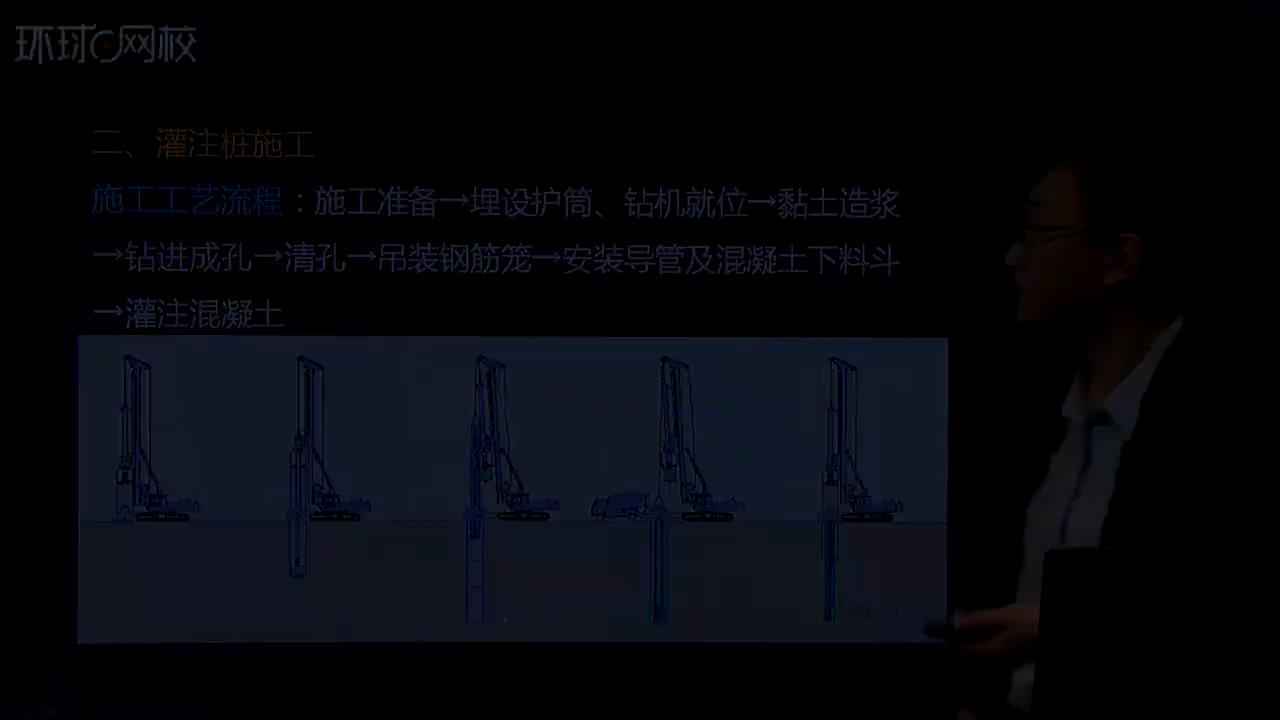 环球网校
二、灌注桩施工
施工工艺流程：施工准备→埋设护筒、钻机就位→黏土造浆
→钻进成孔→清孔→吊装钢筋笼→安装导管及混凝土下料斗
→灌注混凝土